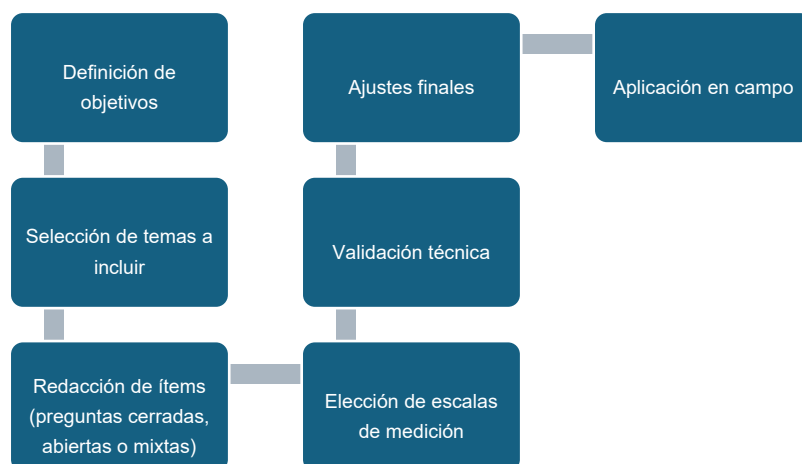 Definición de
objetivos
Selección de temas a
incluir
Redacción de ítems
(preguntas cerradas,
abiertas o mixtas)
Elección de escalas
de medición
Validación técnica
Ajustes finales
Aplicación en campo